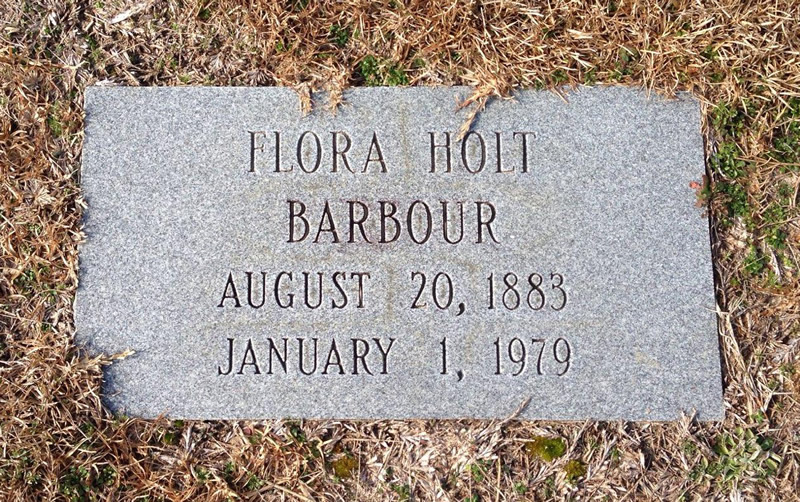 FLORA HOLT
BARBOUR
AUGUST 20, 1883
JANUARY 1, 1979